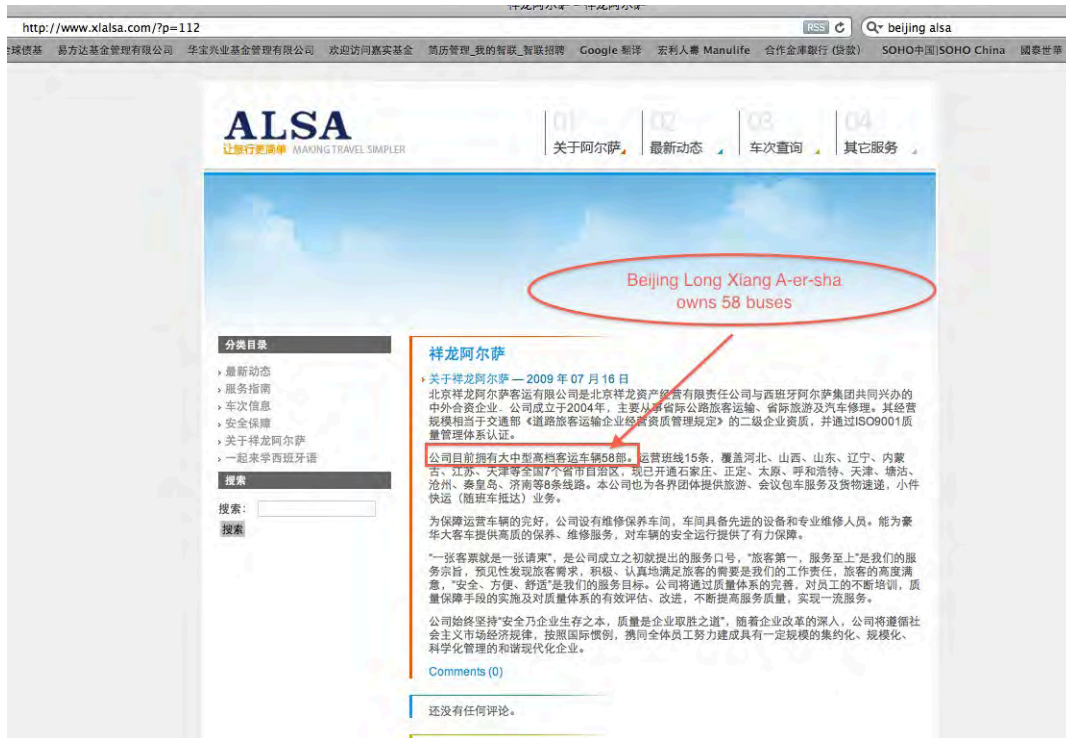 祥龙阿尔萨 - 祥龙阿尔萨
http://www.xlalsa.com/?p=112
RSS
beijing alsa
球债基 易方达基金管理有限公司 华宝兴业基金管理有限公司 欢迎访问嘉实基金 简历管理_我的智联_智联招聘 Google 翻译 宏利人寿 Manulife 合作金庫銀行 (贷款) SOHO中国|SOHO China 國泰世華
ALSA
让旅行更简单 MAKING TRAVEL SIMPLER
01 02 03 04
关于阿尔萨 最新动态 车次查询 其它服务
Beijing Long Xiang A-er-sha
owns 58 buses
分类目录
最新动态
服务指南
车次信息
安全保障
关于祥龙阿尔萨
一起来学西班牙语
搜索
搜索:
搜索
祥龙阿尔萨
关于祥龙阿尔萨 — 2009 年 07 月 16 日
北京祥龙阿尔萨客运有限公司是北京祥龙资产经营有限责任公司与西班牙阿尔萨集团共同兴办的
中外合资企业．公司成立于2004年，主要从事省际公路旅客运输、省际旅游及汽车修理。其经营
规模相当于交通部《道路旅客运输企业经营资质管理规定》的二级企业资质，并通过ISO9001质
量管理体系认证。
公司目前拥有大中型高档客运车辆58部。运营班线15条，覆盖河北、山西、山东、辽宁、内蒙
古、江苏、天津等全国7个省市自治区，现已开通石家庄、正定、太原、呼和浩特、天津、塘沽、
沧州、秦皇岛、济南等8条线路。本公司也为各界团体提供旅游、会议包车服务及货物速递，小件
快运（随班车抵达）业务。
为保障运营车辆的完好，公司设有维修保养车间，车间具备先进的设备和专业维修人员。能为豪
华大客车提供高质的保养、维修服务，对车辆的安全运行提供了有力保障。
“一张客票就是一张请柬”，是公司成立之初就提出的服务口号，“旅客第一，服务至上”是我们的服
务宗旨，预见性发现旅客需求，积极、认真地满足旅客的需要是我们的工作责任，旅客的高度满
意，“安全、方便、舒适”是我们的服务目标。公司将通过质量体系的完善，对员工的不断培训，质
量保障手段的实施及对质量体系的有效评估、改进，不断提高服务质量，实现一流服务。
公司始终坚持“安全乃企业生存之本，质量是企业取胜之道”，随着企业改革的深人，公司将遵循社
会主义市场经济规律，按照国际惯例，携同全体员工努力建成具有一定规模的集约化、规模化、
科学化管理的和谐现代化企业。
Comments (0)
还没有任何评论。